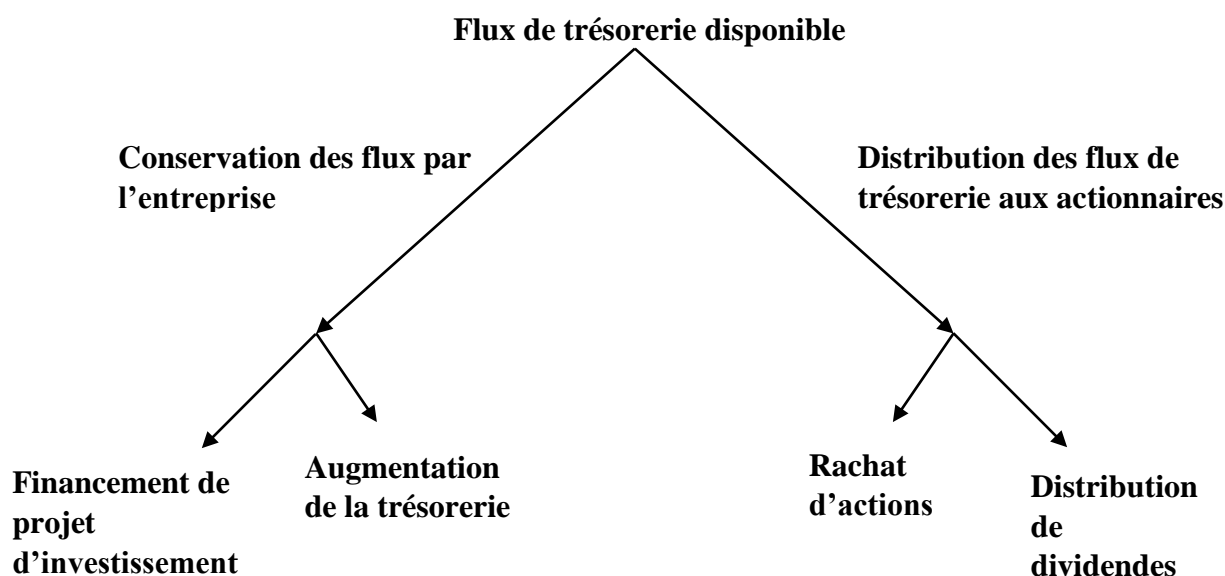 Flux de trésorerie disponible
Conservation des flux par
l’entreprise
Distribution des flux de
trésorerie aux actionnaires
Financement de
projet
d’investissement
Augmentation
de la trésorerie
Rachat
d’actions
Distribution
de
dividendes